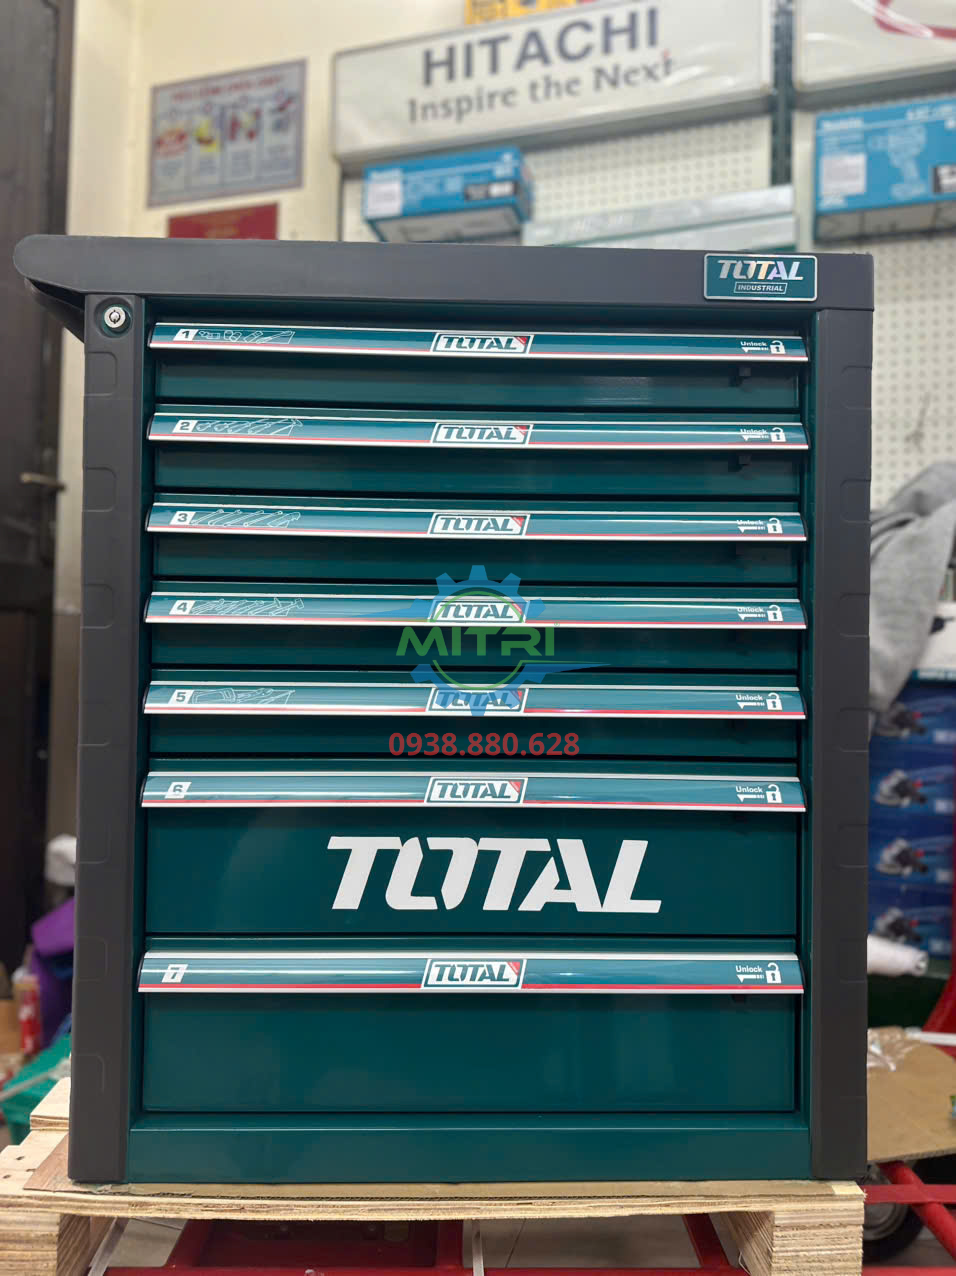 HITACHI
Inspire the Next
TOTAL
INDUSTRIAL
1 TOTAL Unlock
2 TOTAL Unlock
3 TOTAL Unlock
4 TOTAL Unlock
MITRI
5 TOTAL Unlock
0938.880.628
6 TOTAL Unlock
TOTAL
7 TOTAL Unlock